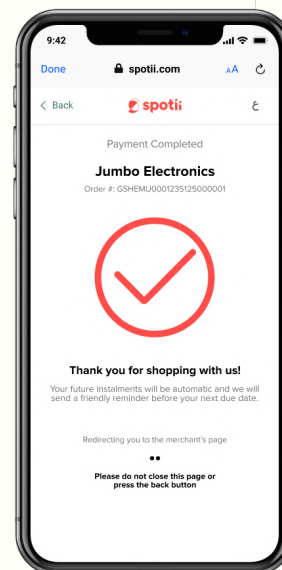 9:42
Done spotii.com AA
Back spotii ع
Payment Completed
Jumbo Electronics
Order #: GSHEMU0001235125000001
Thank you for shopping with us!
Your future instalments will be automatic and we will
send a friendly reminder before your next due date.
Redirecting you to the merchant's page
Please do not close this page or
press the back button